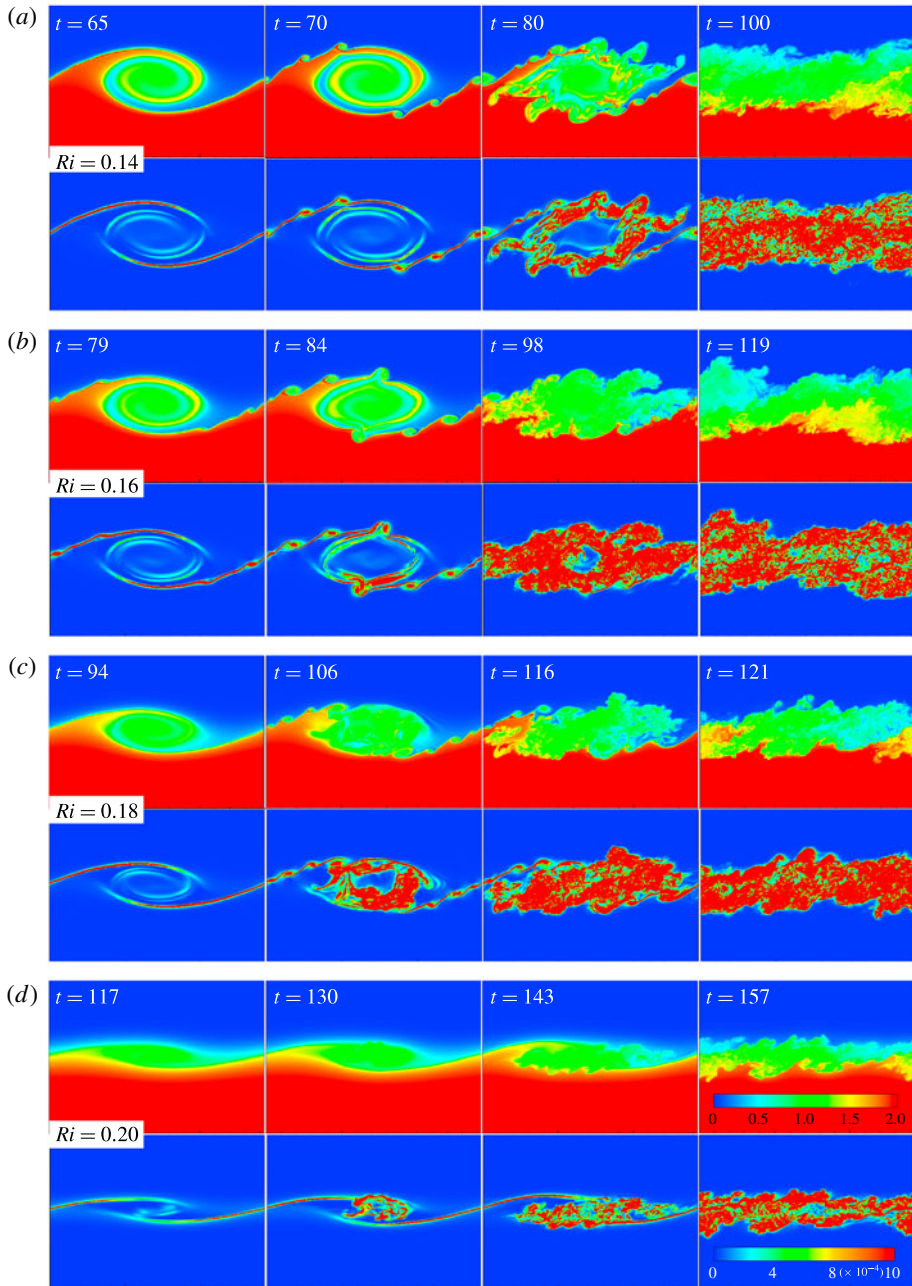 (a) t = 65 t = 70 t = 80 t = 100
Ri = 0.14
(b) t = 79 t = 84 t = 98 t = 119
Ri = 0.16
(c) t = 94 t = 106 t = 116 t = 121
Ri = 0.18
(d) t = 117 t = 130 t = 143 t = 157
0 0.5 1.0 1.5 2.0
Ri = 0.20
0 4 8 (× 10⁻⁴) 10